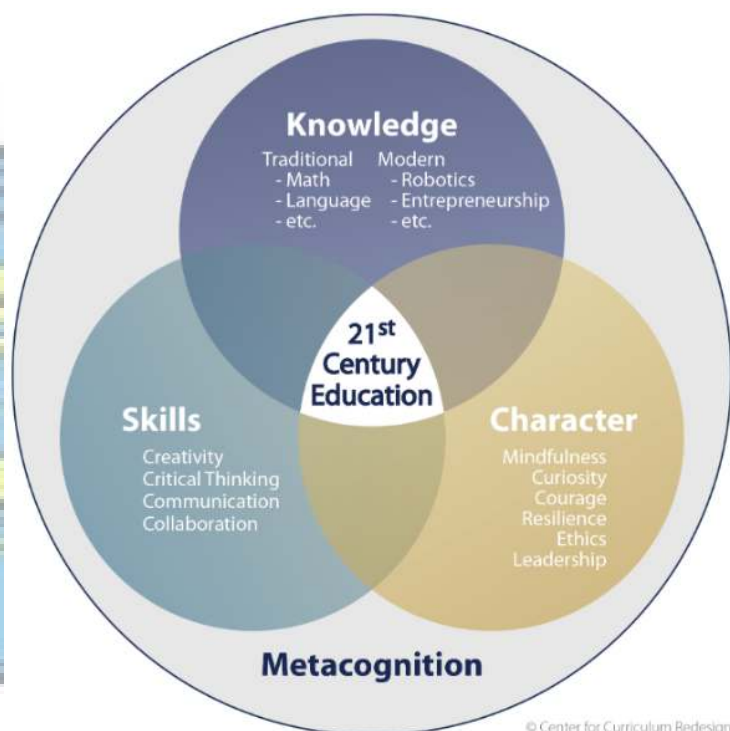 Knowledge
Traditional Modern
- Math - Robotics
- Language - Entrepreneurship
- etc. - etc.
21st
Century
Education
Skills
Creativity
Critical Thinking
Communication
Collaboration
Character
Mindfulness
Curiosity
Courage
Resilience
Ethics
Leadership
Metacognition
© Center for Curriculum Redesign